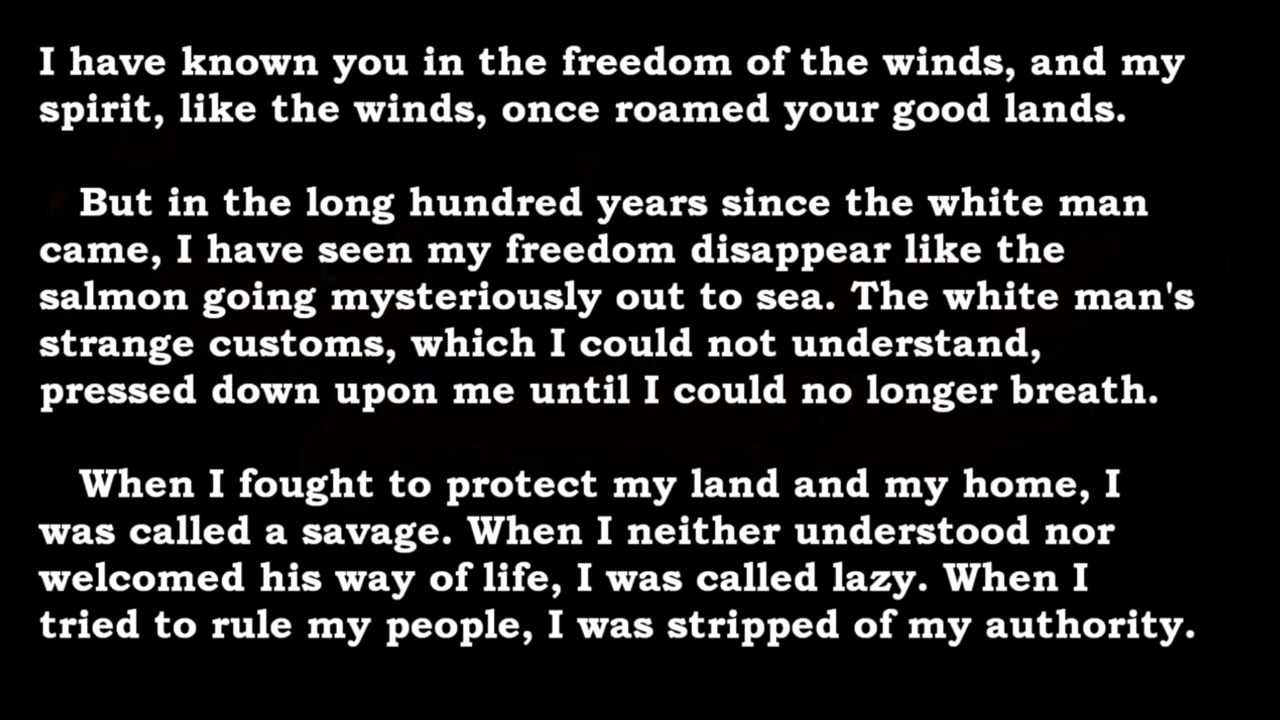 I have known you in the freedom of the winds, and my
spirit, like the winds, once roamed your good lands.
But in the long hundred years since the white man
came, I have seen my freedom disappear like the
salmon going mysteriously out to sea. The white man's
strange customs, which I could not understand,
pressed down upon me until I could no longer breath.
When I fought to protect my land and my home, I
was called a savage. When I neither understood nor
welcomed his way of life, I was called lazy. When I
tried to rule my people, I was stripped of my authority.